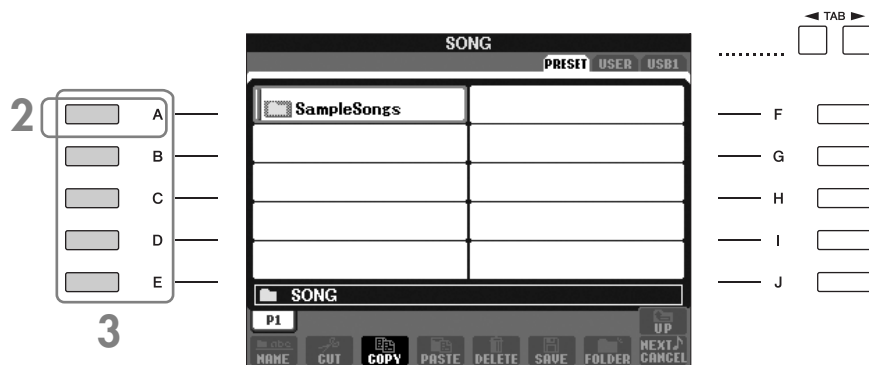 ◄ TAB ►
SONG
PRESET USER USB1
2
A
SampleSongs
F
B
G
C
H
D
I
E
J
SONG
3
P1
UP
NAME CUT COPY PASTE DELETE SAVE FOLDER NEXT♪ CANCEL